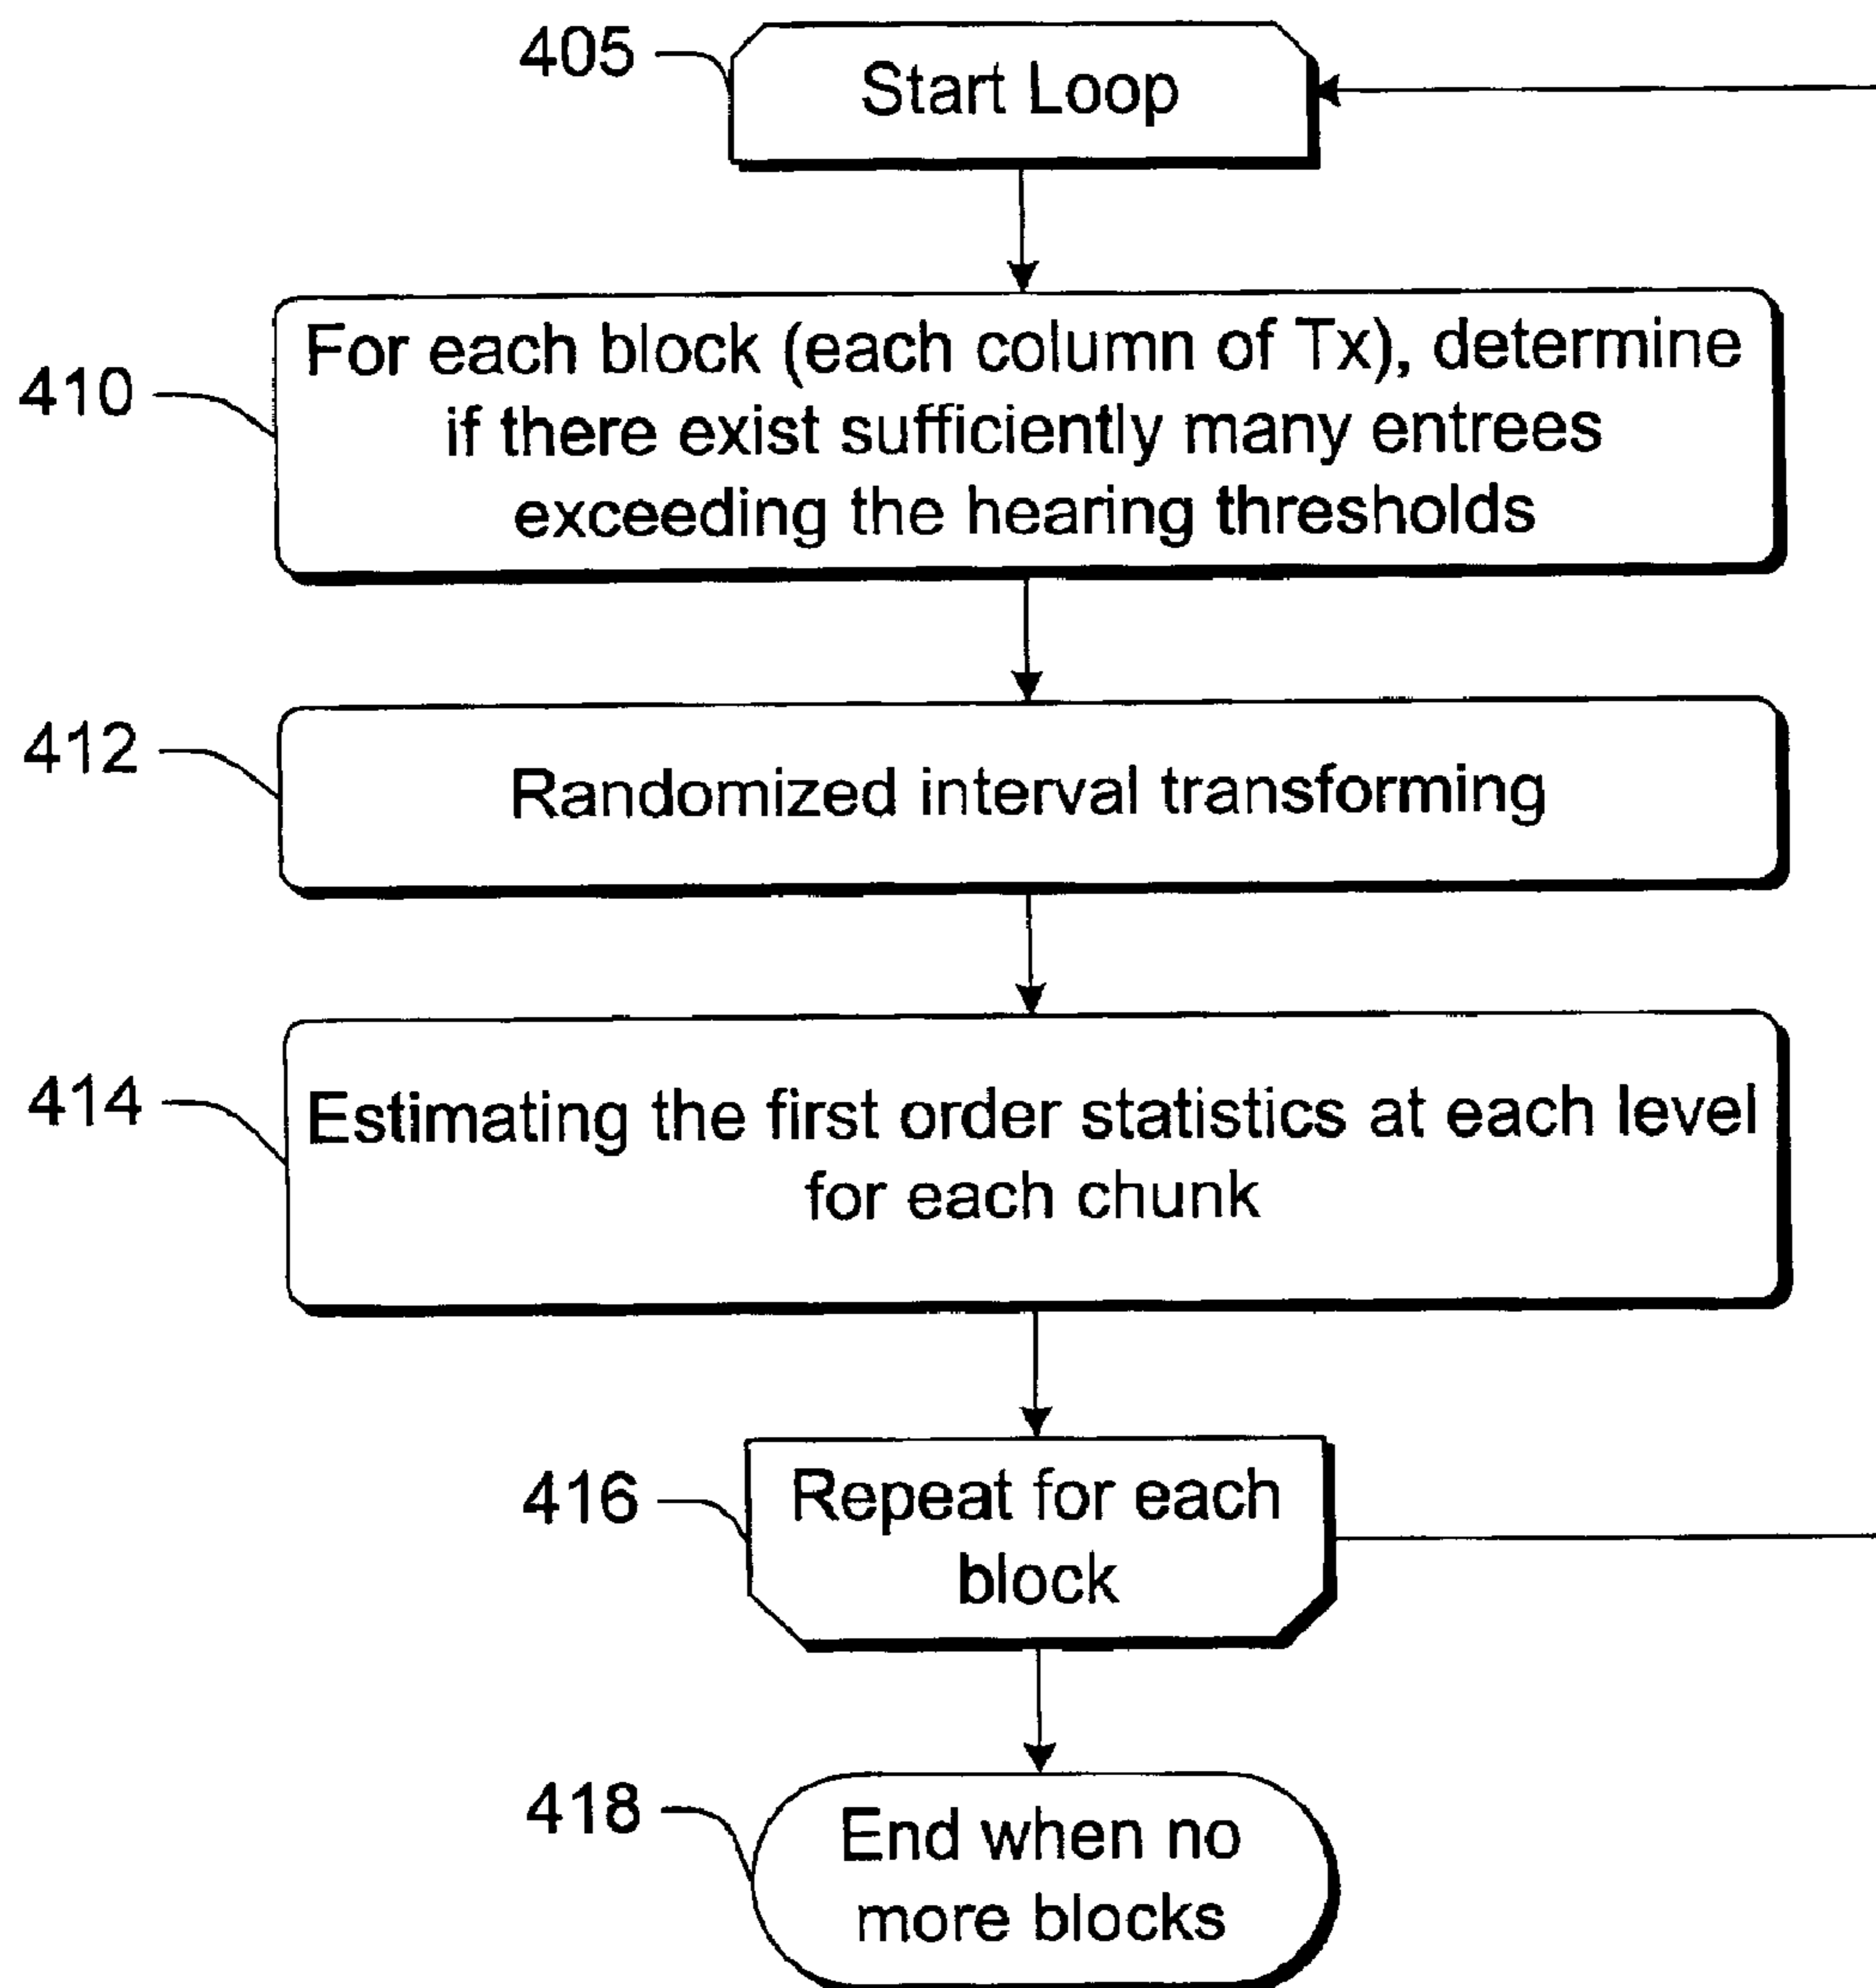 405
Start Loop
410
For each block (each column of Tx), determine
if there exist sufficiently many entrees
exceeding the hearing thresholds
412
Randomized interval transforming
414
Estimating the first order statistics at each level
for each chunk
416
Repeat for each
block
418
End when no
more blocks